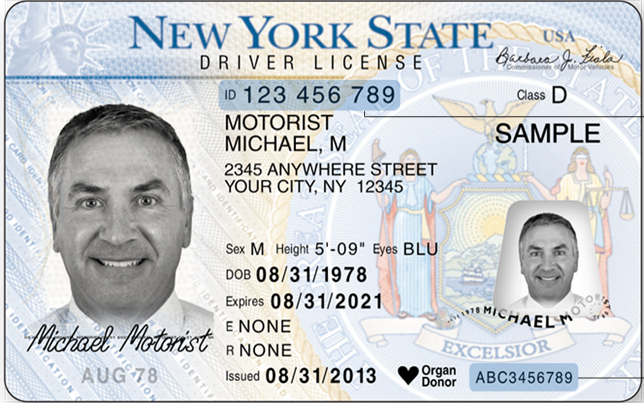 NEW YORK STATE USA
DRIVER LICENSE
Barbara J. Fiala
Commissioner of Motor Vehicles
ID 123 456 789 Class D
MOTORIST
MICHAEL, M
SAMPLE
2345 ANYWHERE STREET
YOUR CITY, NY 12345
Sex M Height 5'-09" Eyes BLU
DOB 08/31/1978
Expires 08/31/2021
E NONE
R NONE
Issued 08/31/2013
Organ
Donor
ABC3456789
Michael Motorist
AUG 78
MICHAEL M MOTORIST
EXCELSIOR